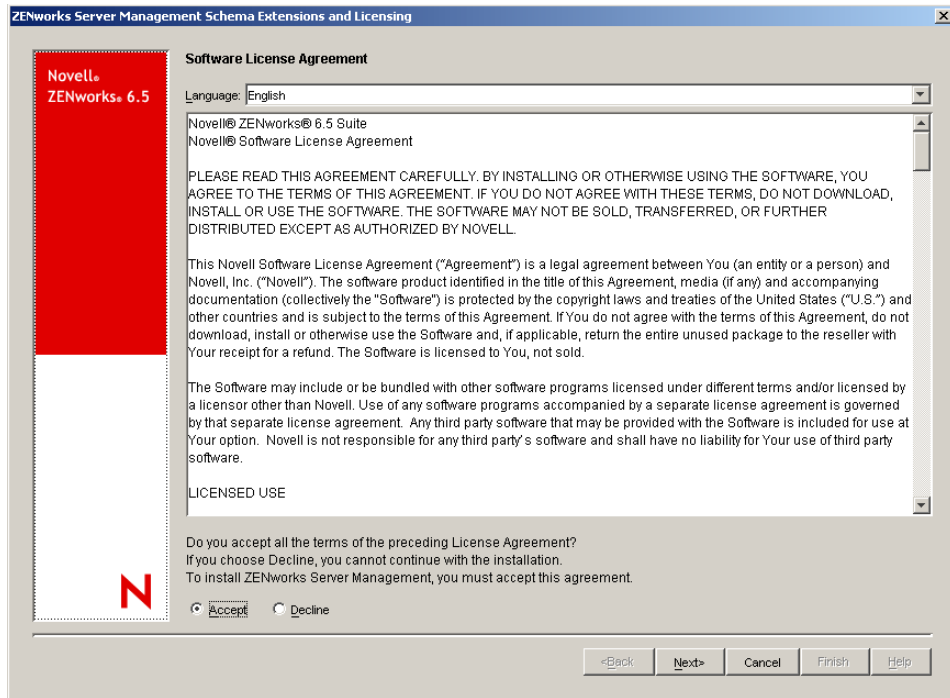 ZENworks Server Management Schema Extensions and Licensing
Novell®
ZENworks® 6.5
Software License Agreement
Language: English
Novell® ZENworks® 6.5 Suite
Novell® Software License Agreement
PLEASE READ THIS AGREEMENT CAREFULLY. BY INSTALLING OR OTHERWISE USING THE SOFTWARE, YOU
AGREE TO THE TERMS OF THIS AGREEMENT. IF YOU DO NOT AGREE WITH THESE TERMS, DO NOT DOWNLOAD,
INSTALL OR USE THE SOFTWARE. THE SOFTWARE MAY NOT BE SOLD, TRANSFERRED, OR FURTHER
DISTRIBUTED EXCEPT AS AUTHORIZED BY NOVELL.
This Novell Software License Agreement (“Agreement”) is a legal agreement between You (an entity or a person) and
Novell, Inc. (“Novell”). The software product identified in the title of this Agreement, media (if any) and accompanying
documentation (collectively the "Software") is protected by the copyright laws and treaties of the United States (“U.S.”) and
other countries and is subject to the terms of this Agreement. If You do not agree with the terms of this Agreement, do not
download, install or otherwise use the Software and, if applicable, return the entire unused package to the reseller with
Your receipt for a refund. The Software is licensed to You, not sold.
The Software may include or be bundled with other software programs licensed under different terms and/or licensed by
a licensor other than Novell. Use of any software programs accompanied by a separate license agreement is governed
by that separate license agreement. Any third party software that may be provided with the Software is included for use at
Your option. Novell is not responsible for any third party's software and shall have no liability for Your use of third party
software.
LICENSED USE
Do you accept all the terms of the preceding License Agreement?
If you choose Decline, you cannot continue with the installation.
To install ZENworks Server Management, you must accept this agreement.
Accept Decline
N
<Back Next> Cancel Finish Help